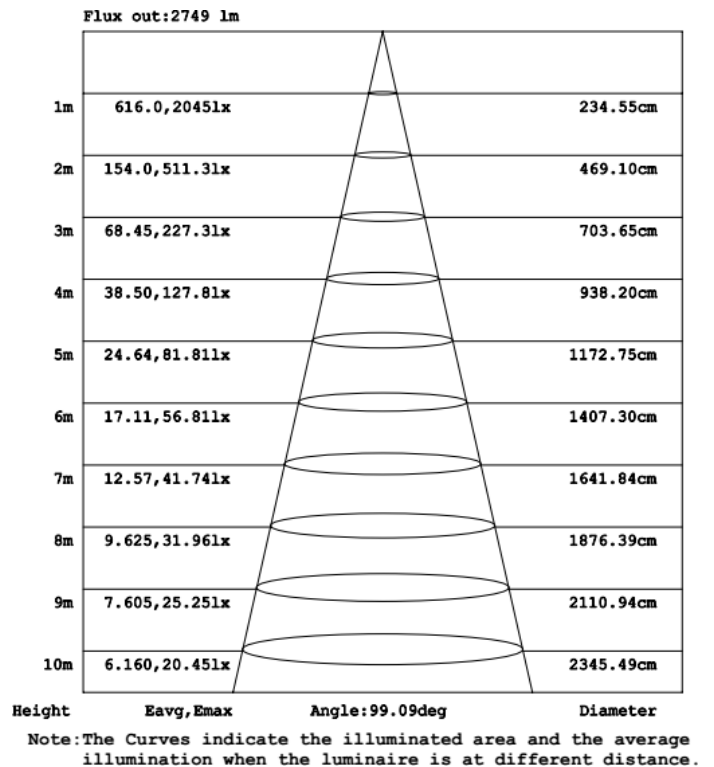 Flux out:2749 lm
1m 616.0,2045lx 234.55cm
2m 154.0,511.3lx 469.10cm
3m 68.45,227.3lx 703.65cm
4m 38.50,127.8lx 938.20cm
5m 24.64,81.81lx 1172.75cm
6m 17.11,56.81lx 1407.30cm
7m 12.57,41.74lx 1641.84cm
8m 9.625,31.96lx 1876.39cm
9m 7.605,25.25lx 2110.94cm
10m 6.160,20.45lx 2345.49cm
Height Eavg,Emax Angle:99.09deg Diameter
Note:The Curves indicate the illuminated area and the average
illumination when the luminaire is at different distance.